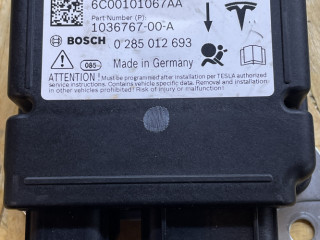 6C00101067AA
Part Number (P):
1036767-00-A
BOSCH 0 285 012 693
085 Made in Germany
ATTENTION! Must be programmed after installation as per TESLA authorized
service instructions. Contains vehicle specific data. Removal and installation
in other vehicles prohibited! Risk of injury or malfunction!